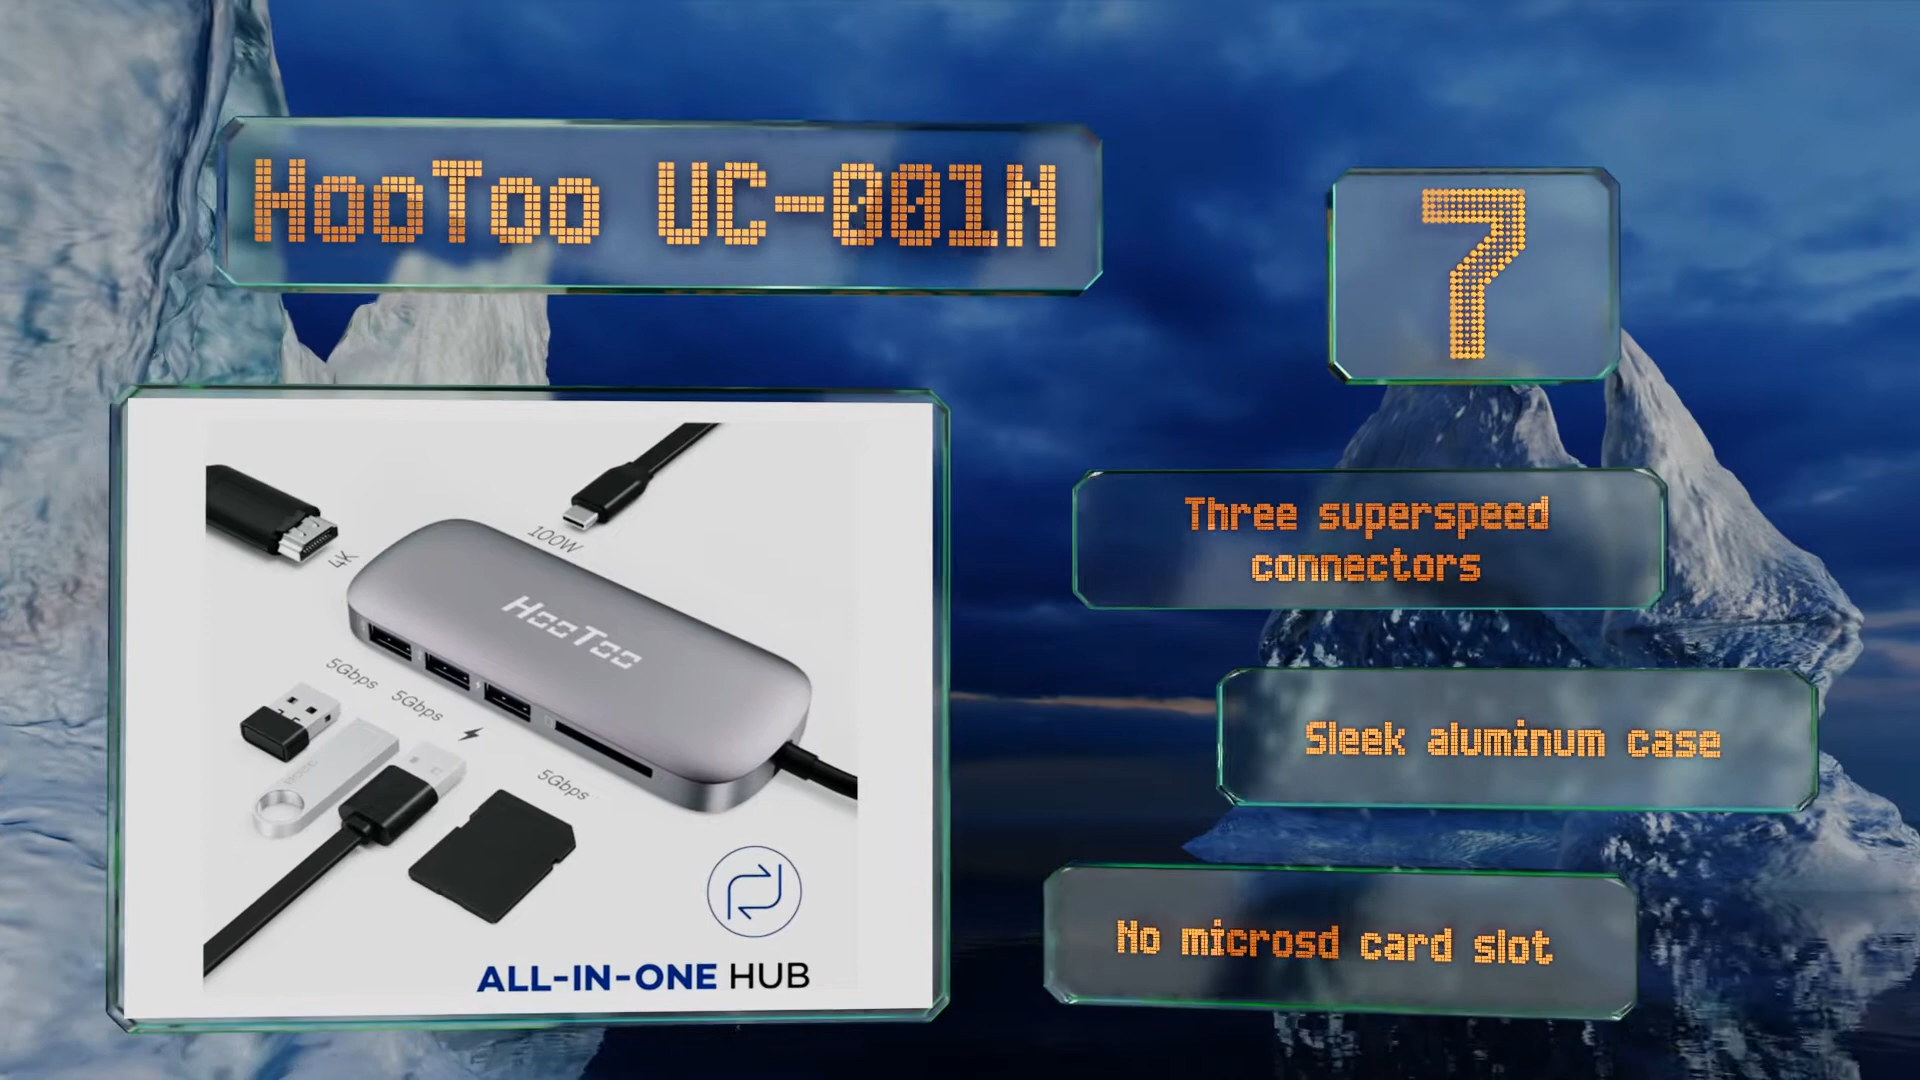 HooToo UC-001N
7
100W
4K
HooToo
5Gbps
5Gbps
5Gbps
ALL-IN-ONE HUB
Three superspeed
connectors
Sleek aluminum case
No microsd card slot